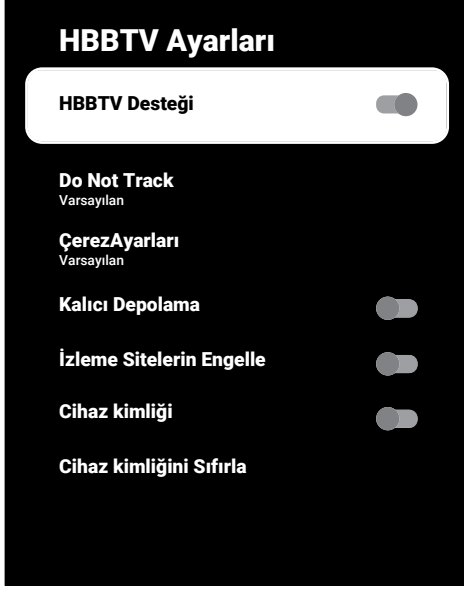 HBBTV Ayarları
HBBTV Desteği
Do Not Track
Varsayılan
ÇerezAyarları
Varsayılan
Kalıcı Depolama
İzleme Sitelerin Engelle
Cihaz kimliği
Cihaz kimliğini Sıfırla